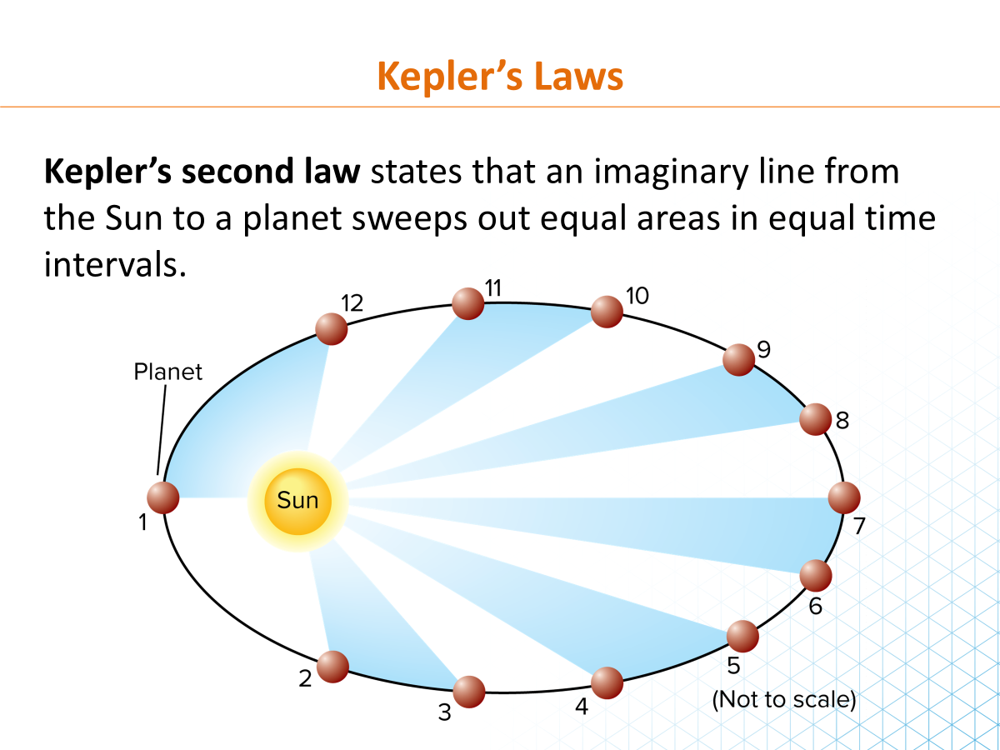 Kepler’s Laws
Kepler’s second law states that an imaginary line from
the Sun to a planet sweeps out equal areas in equal time
intervals.
11
10
12
9
Planet
8
Sun
1
7
6
5
2
3
4
(Not to scale)